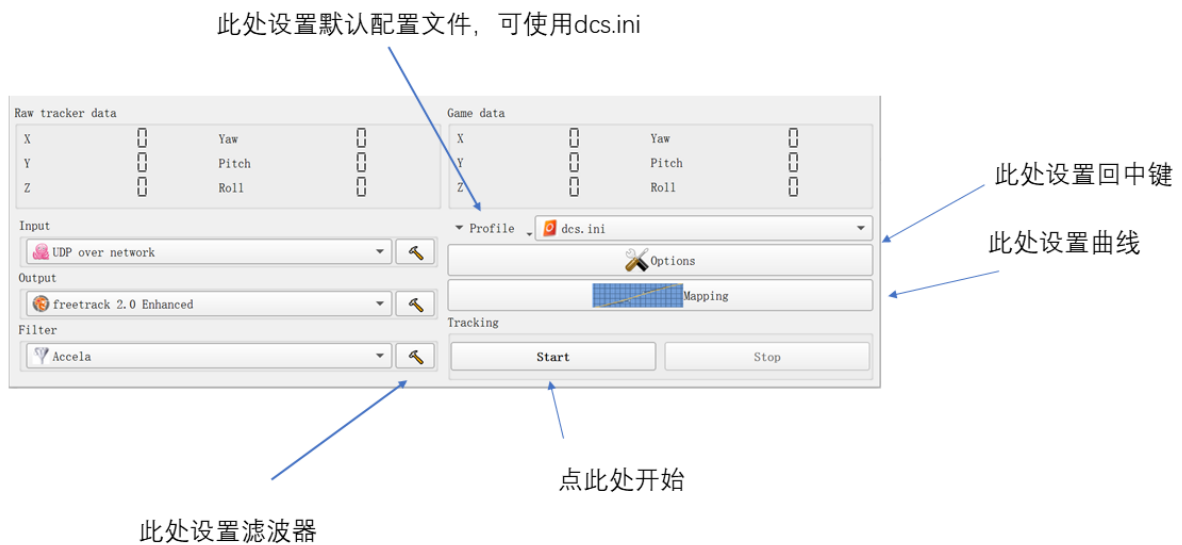 此处设置默认配置文件，可使用dcs.ini
Raw tracker data
X 0 Yaw 0
Y 0 Pitch 0
Z 0 Roll 0
Game data
X 0 Yaw 0
Y 0 Pitch 0
Z 0 Roll 0
此处设置回中键
Input
UDP over network
Output
freetrack 2.0 Enhanced
Filter
Accela
Profile dcs.ini
Options
Mapping
此处设置曲线
Tracking
Start Stop
点此处开始
此处设置滤波器